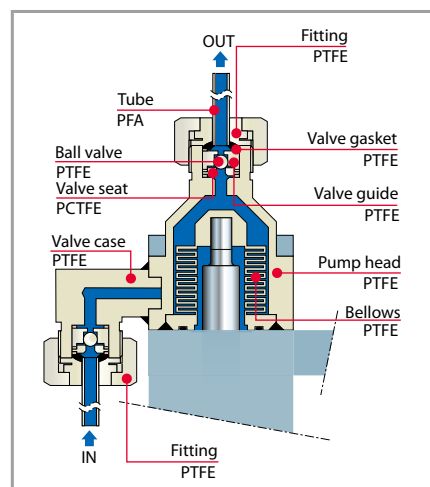 OUT
Fitting
PTFE
Tube
PFA
Valve gasket
PTFE
Ball valve
PTFE
Valve seat
PCTFE
Valve guide
PTFE
Valve case
PTFE
Pump head
PTFE
Bellows
PTFE
IN
Fitting
PTFE